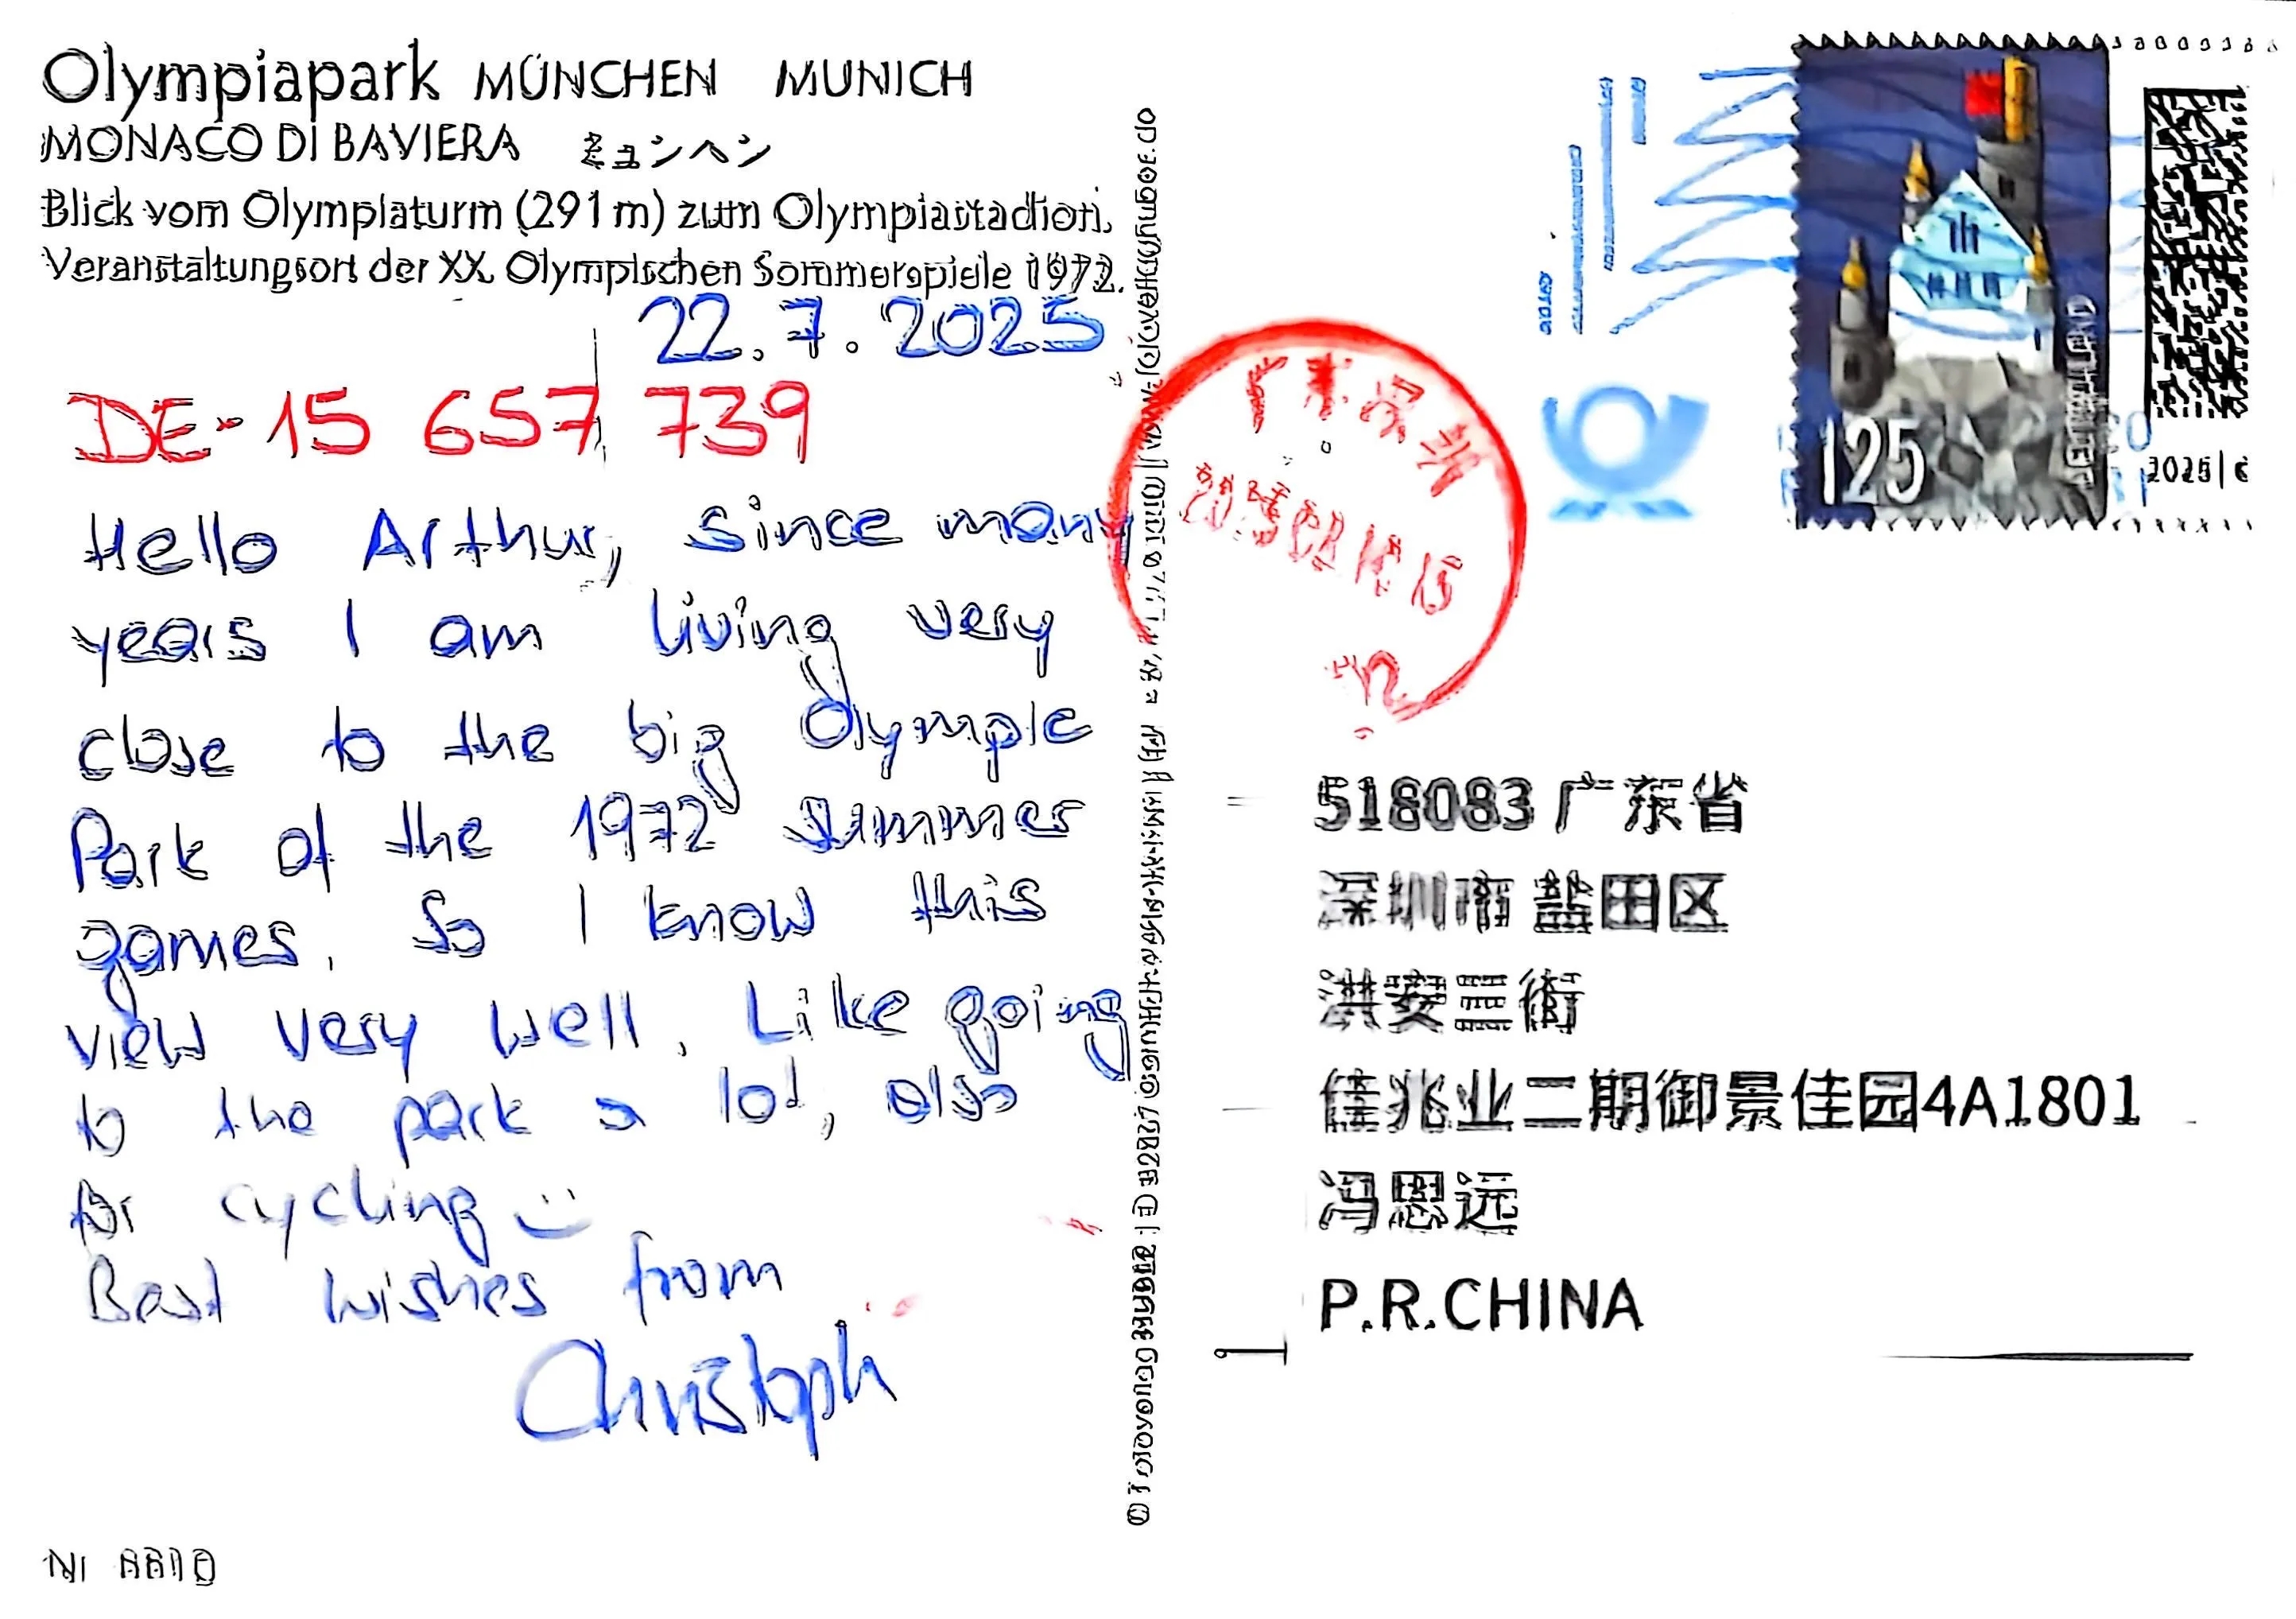 Olympiapark MÜNCHEN MUNICH
MONACO DI BAVIERA ミュンヘン
Blick vom Olympiaturm (291 m) zum Olympiastadion,
Veranstaltungsort der XX. Olympischen Sommerspiele 1972.
22.7.2025
DE-15 657 739
Hello Arthur, since many
years I am living very
close to the big Olympic
Park of the 1972 summer
games. So I know this
view very well. Like going
to the park a lot, also
for cycling
Best wishes from
Christoph
125
518083 广东省
深圳市盐田区
洪安三街
佳兆业二期御景佳园4A1801
冯思远
P.R.CHINA